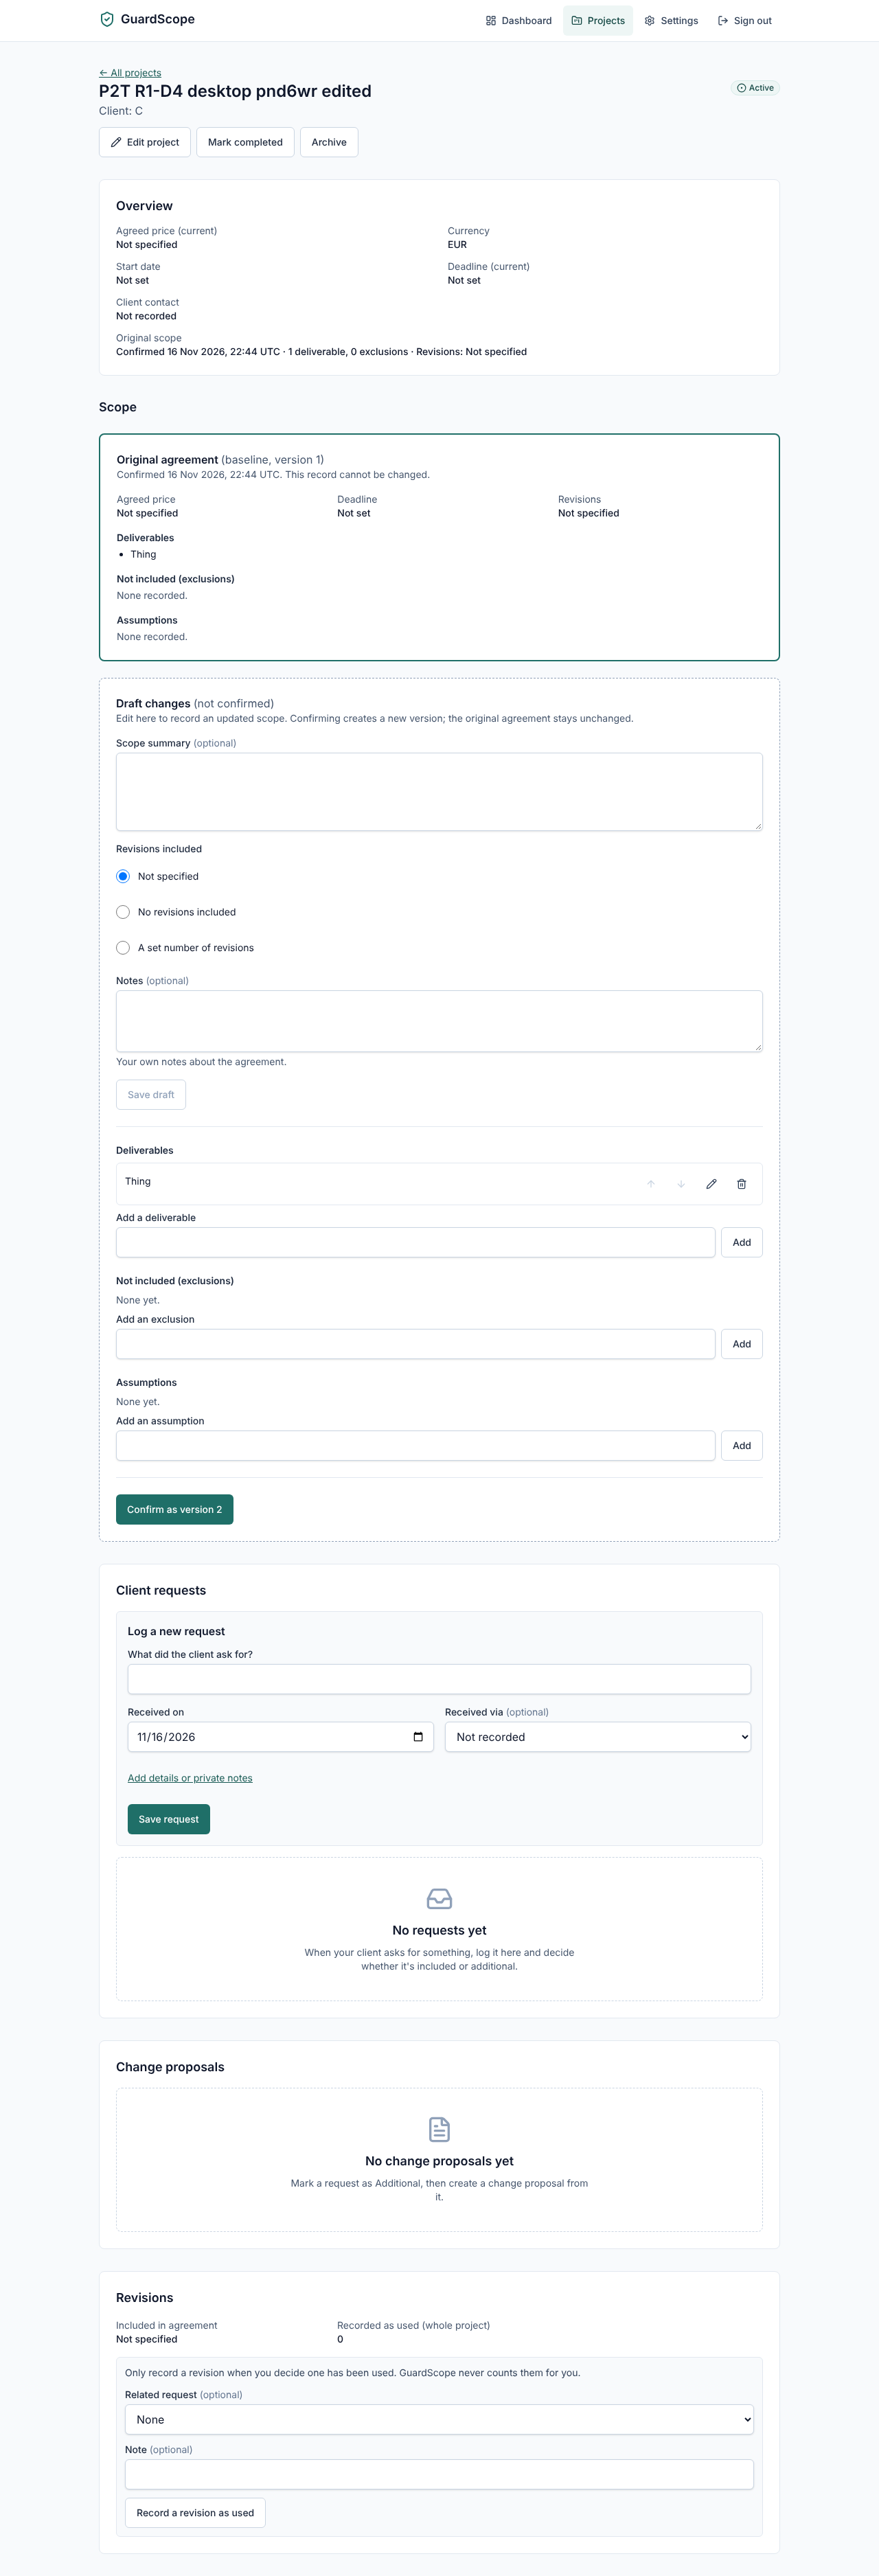 GuardScope
Dashboard
Projects
Settings
Sign out
← All projects
P2T R1-D4 desktop pnd6wr edited
Active
Client: C
Edit project
Mark completed
Archive
Overview
Agreed price (current)
Currency
Not specified
EUR
Start date
Deadline (current)
Not set
Not set
Client contact
Not recorded
Original scope
Confirmed 16 Nov 2026, 22:44 UTC · 1 deliverable, 0 exclusions · Revisions: Not specified
Scope
Original agreement (baseline, version 1)
Confirmed 16 Nov 2026, 22:44 UTC. This record cannot be changed.
Agreed price
Deadline
Revisions
Not specified
Not set
Not specified
Deliverables
• Thing
Not included (exclusions)
None recorded.
Assumptions
None recorded.
Draft changes (not confirmed)
Edit here to record an updated scope. Confirming creates a new version; the original agreement stays unchanged.
Scope summary (optional)
Revisions included
Not specified
No revisions included
A set number of revisions
Notes (optional)
Your own notes about the agreement.
Save draft
Deliverables
Thing
Add a deliverable
Add
Not included (exclusions)
None yet.
Add an exclusion
Add
Assumptions
None yet.
Add an assumption
Add
Confirm as version 2
Client requests
Log a new request
What did the client ask for?
Received on
Received via (optional)
11/16/2026
Not recorded
Add details or private notes
Save request
No requests yet
When your client asks for something, log it here and decide
whether it's included or additional.
Change proposals
No change proposals yet
Mark a request as Additional, then create a change proposal from
it.
Revisions
Included in agreement
Recorded as used (whole project)
Not specified
0
Only record a revision when you decide one has been used. GuardScope never counts them for you.
Related request (optional)
None
Note (optional)
Record a revision as used